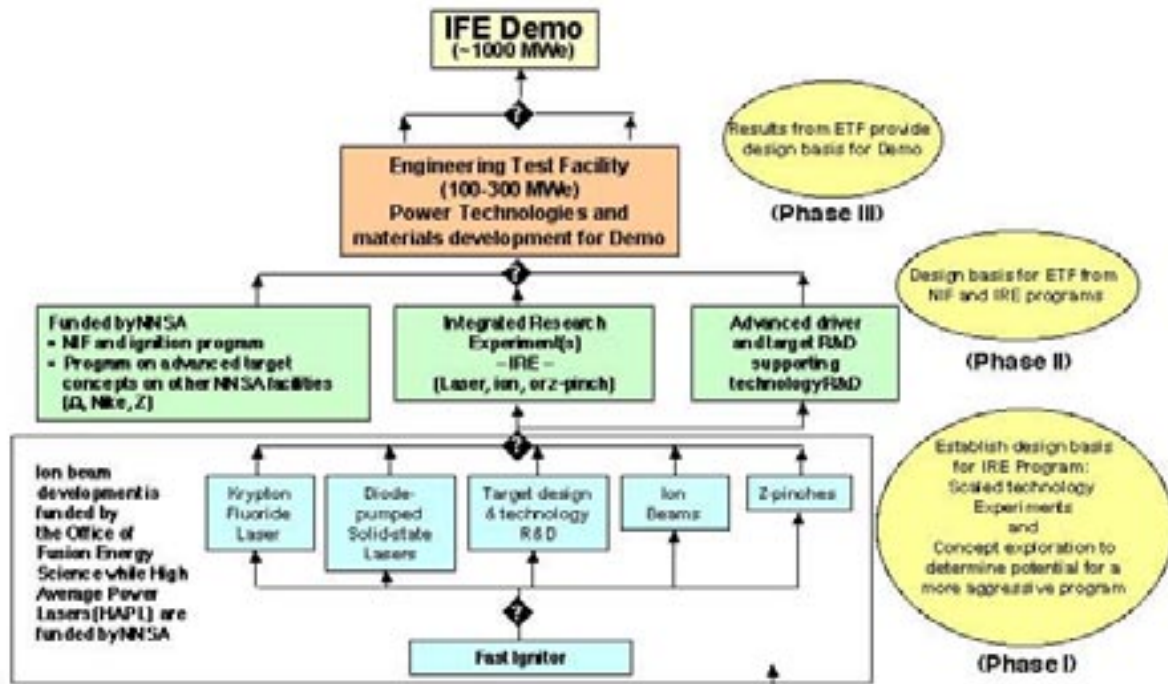 IFE Demo
(~1000 MWe)
?
Results from ETF provide
design basis for Demo
(Phase III)
Engineering Test Facility
(100-300 MWe)
Power Technologies and
materials development for Demo
?
Design basis for ETF from
NIF and IRE programs
(Phase II)
Funded by NNSA
▪ NIF and ignition program
▪ Program on advanced target
concepts on other NNSA facilities
(Ω, Nike, Z)
Integrated Research
Experiment(s)
– IRE –
(Laser, ion, or z-pinch)
Advanced driver
and target R&D
supporting
technology R&D
?
Ion beam
development is
funded by
the Office of
Fusion Energy
Science while High
Average Power
Lasers (HAPL) are
funded by NNSA
Krypton
Fluoride
Laser
Diode-
pumped
Solid-state
Lasers
Target design
& technology
R&D
Ion
Beams
Z-pinches
?
Fast Ignitor
Establish design basis
for IRE Program:
Scaled technology
Experiments
and
Concept exploration to
determine potential for a
more aggressive program
(Phase I)